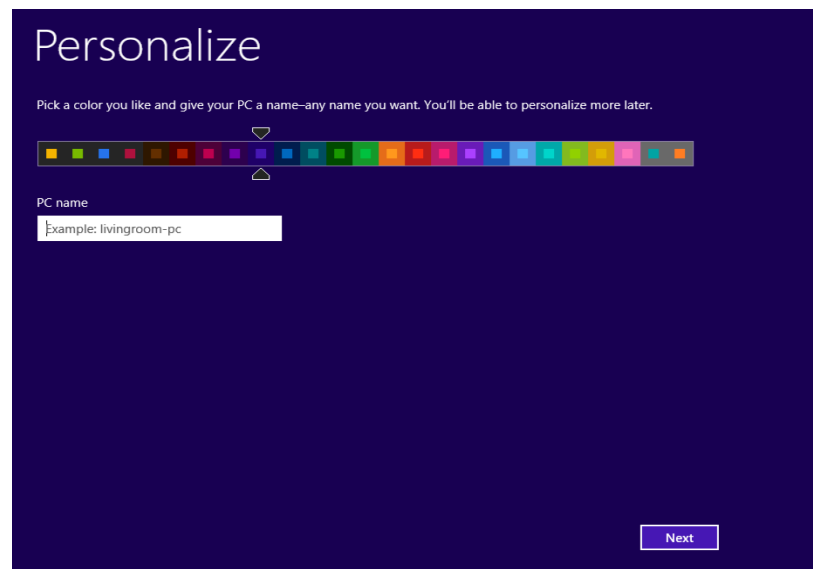 Personalize
Pick a color you like and give your PC a name–any name you want. You'll be able to personalize more later.
PC name
Example: livingroom-pc
Next